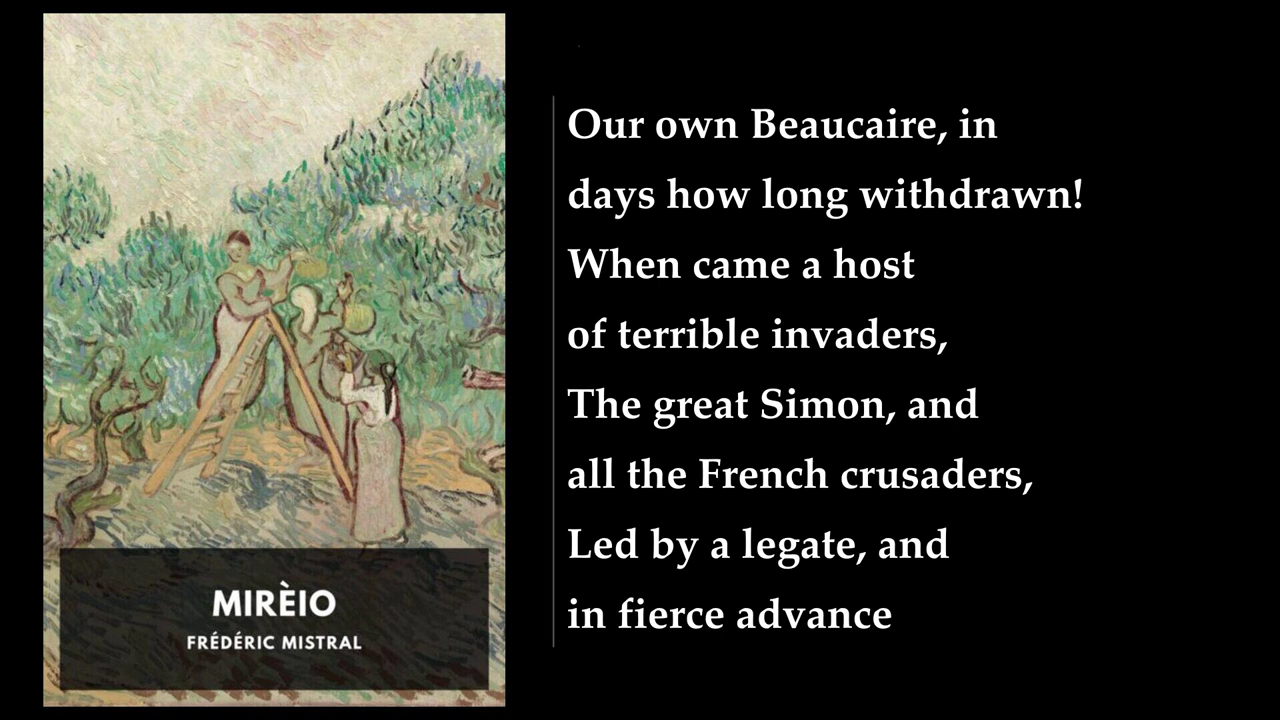 MIRÈIO
FRÉDÉRIC MISTRAL
Our own Beaucaire, in
days how long withdrawn!
When came a host
of terrible invaders,
The great Simon, and
all the French crusaders,
Led by a legate, and
in fierce advance